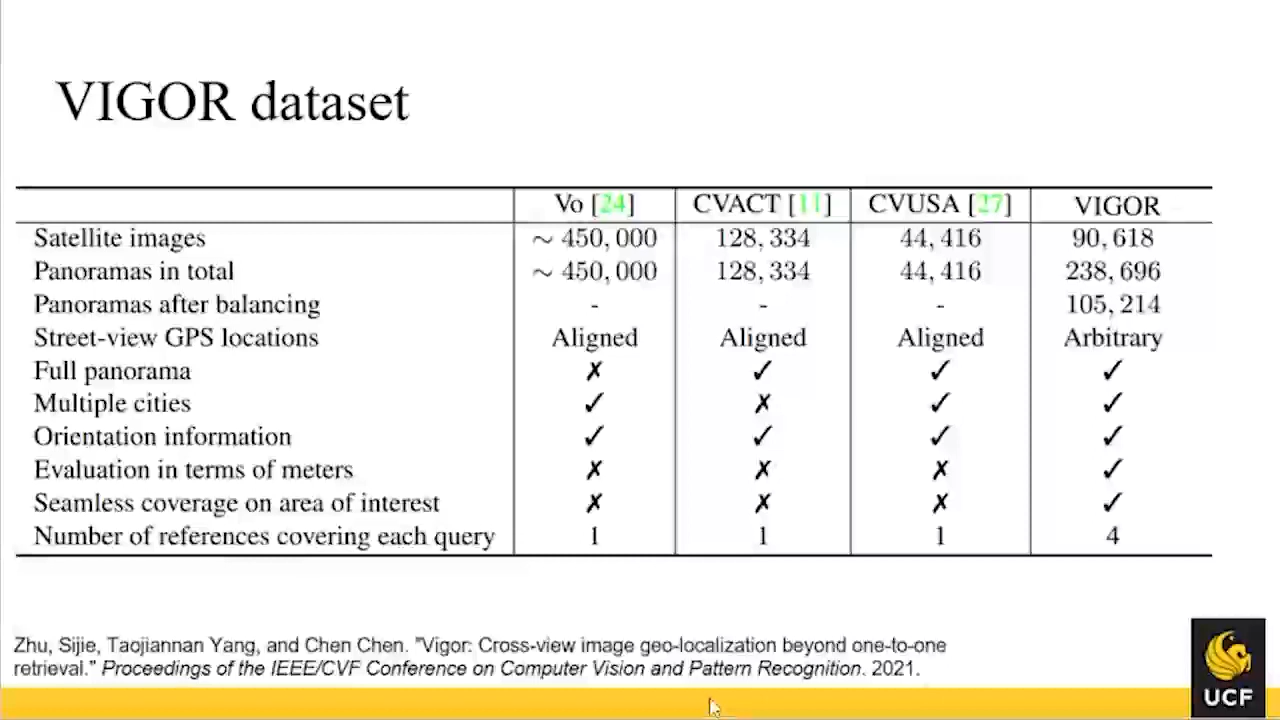 VIGOR dataset
Vo [24] CVACT [11] CVUSA [27] VIGOR
Satellite images ∼ 450,000 128,334 44,416 90,618
Panoramas in total ∼ 450,000 128,334 44,416 238,696
Panoramas after balancing - - - 105,214
Street-view GPS locations Aligned Aligned Aligned Arbitrary
Full panorama ✗ ✓ ✓ ✓
Multiple cities ✓ ✗ ✓ ✓
Orientation information ✓ ✓ ✓ ✓
Evaluation in terms of meters ✗ ✗ ✗ ✓
Seamless coverage on area of interest ✗ ✗ ✗ ✓
Number of references covering each query 1 1 1 4
Zhu, Sijie, Taojiannan Yang, and Chen Chen. "Vigor: Cross-view image geo-localization beyond one-to-one
retrieval." Proceedings of the IEEE/CVF Conference on Computer Vision and Pattern Recognition. 2021.
UCF